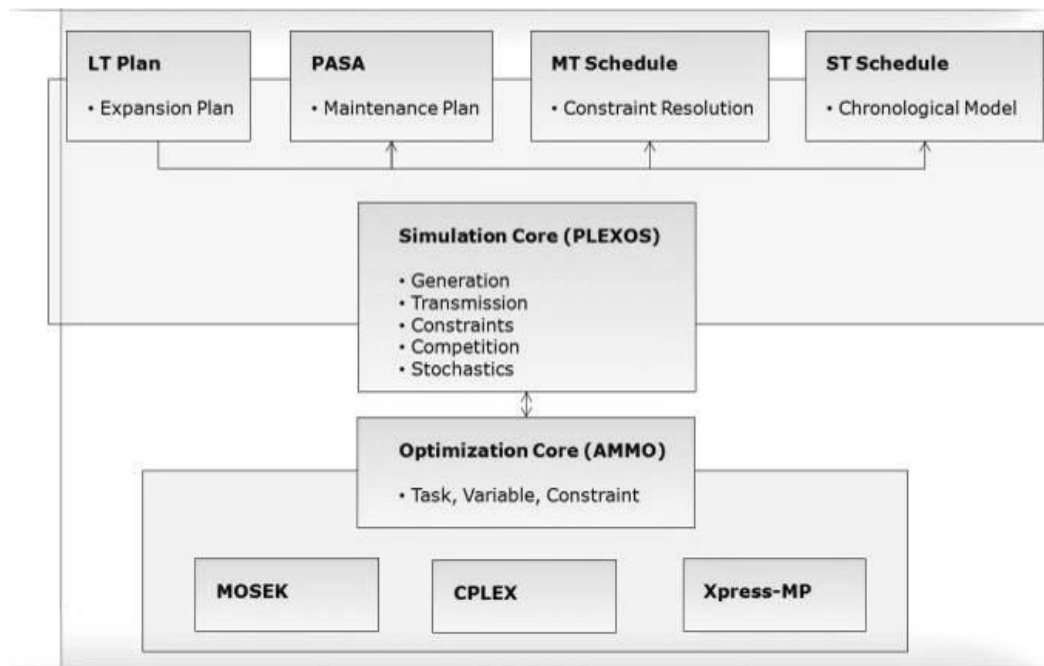 LT Plan
• Expansion Plan
PASA
• Maintenance Plan
MT Schedule
• Constraint Resolution
ST Schedule
• Chronological Model
Simulation Core (PLEXOS)
• Generation
• Transmission
• Constraints
• Competition
• Stochastics
Optimization Core (AMMO)
• Task, Variable, Constraint
MOSEK
CPLEX
Xpress-MP